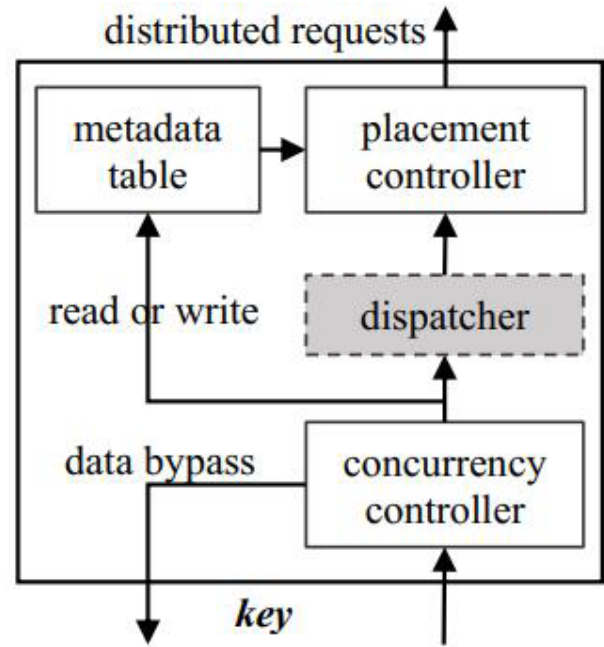 distributed requests
metadata
table
placement
controller
read or write
dispatcher
data bypass
concurrency
controller
key